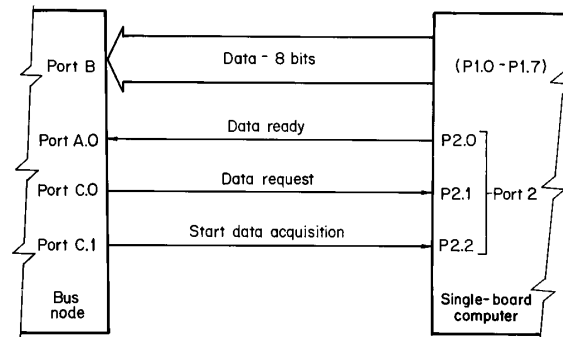 Port B
Data - 8 bits
(P1.0 - P1.7)
Port A.0
Data ready
P2.0
Port C.0
Data request
P2.1
Port 2
Port C.1
Start data acquisition
P2.2
Bus
node
Single-board
computer